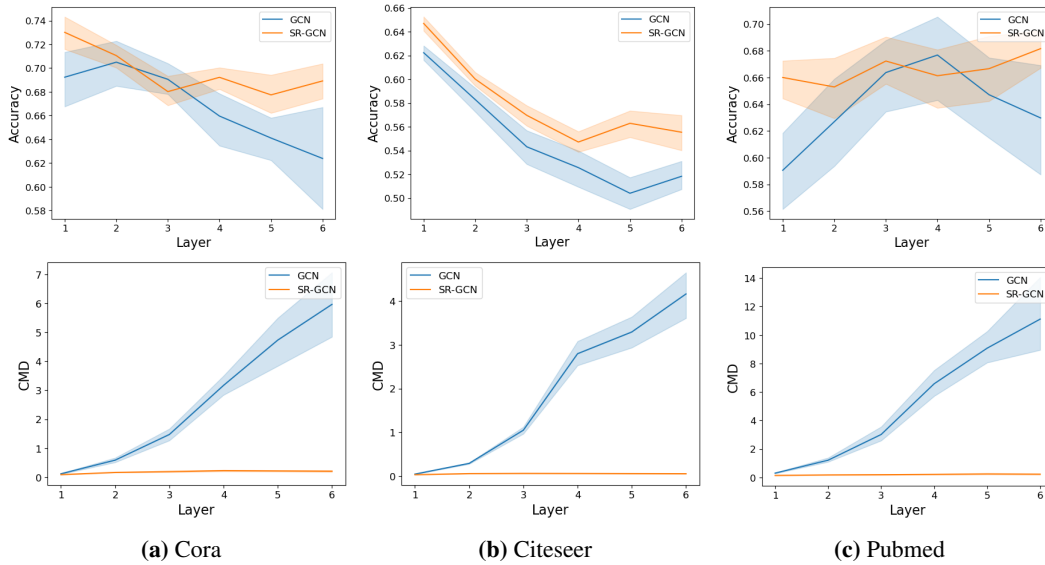 0.74
0.72
0.70
0.68
0.66
0.64
0.62
0.60
0.58
Accuracy
GCN
SR-GCN
1 2 3 4 5 6
Layer
0.66
0.64
0.62
0.60
0.58
0.56
0.54
0.52
0.50
Accuracy
GCN
SR-GCN
1 2 3 4 5 6
Layer
0.70
0.68
0.66
0.64
0.62
0.60
0.58
0.56
Accuracy
GCN
SR-GCN
1 2 3 4 5 6
Layer
7
6
5
4
3
2
1
0
CMD
GCN
SR-GCN
1 2 3 4 5 6
Layer
4
3
2
1
0
CMD
GCN
SR-GCN
1 2 3 4 5 6
Layer
14
12
10
8
6
4
2
0
CMD
GCN
SR-GCN
1 2 3 4 5 6
Layer
(a) Cora
(b) Citeseer
(c) Pubmed